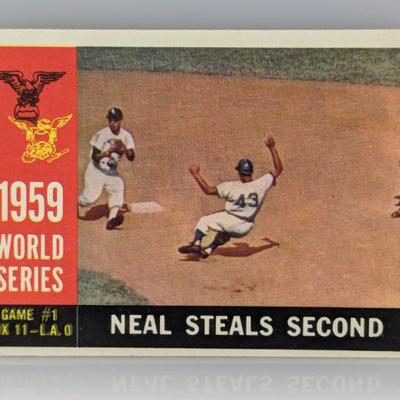 1959
WORLD
SERIES
GAME #1
X 11–L.A. 0
NEAL STEALS SECOND
43